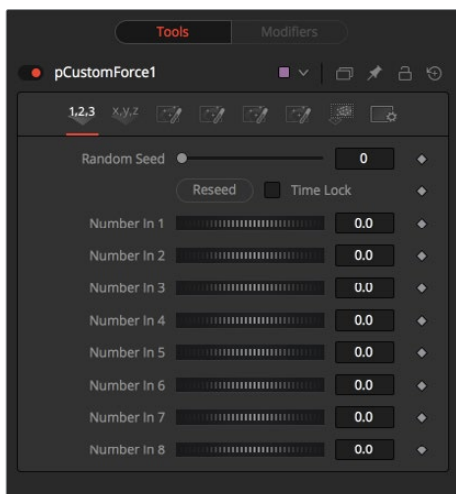 Tools Modifiers
pCustomForce1
1,2,3 x,y,z
Random Seed 0
Reseed Time Lock
Number In 1 0.0
Number In 2 0.0
Number In 3 0.0
Number In 4 0.0
Number In 5 0.0
Number In 6 0.0
Number In 7 0.0
Number In 8 0.0